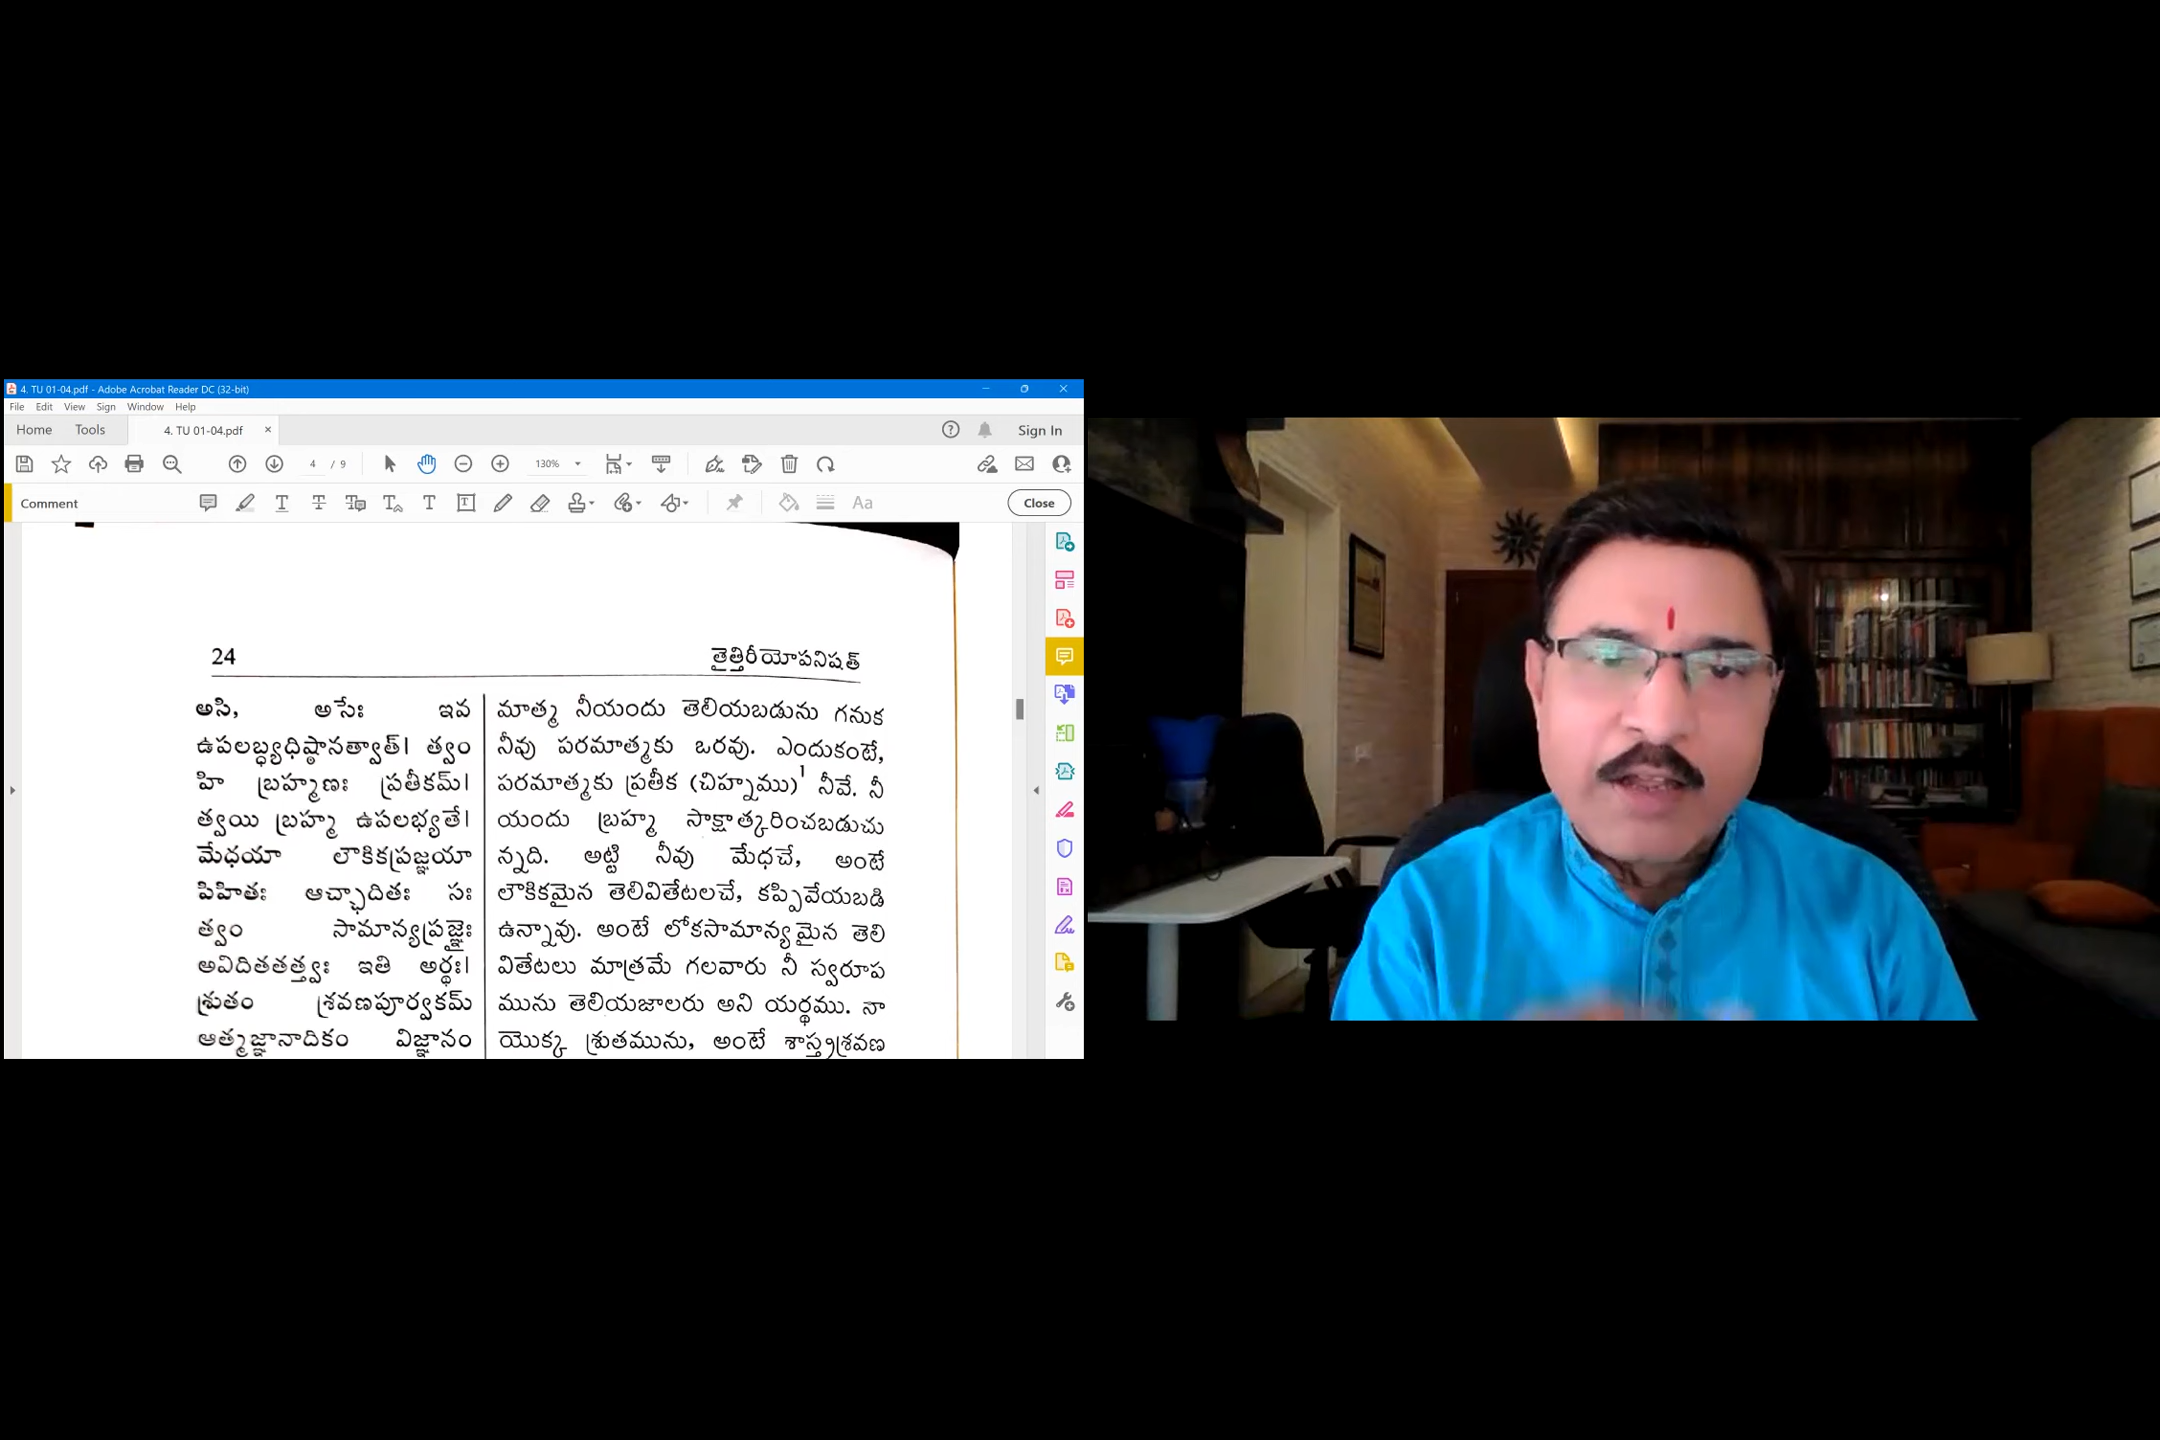 4. TU 01-04.pdf - Adobe Acrobat Reader DC (32-bit)
File Edit View Sign Window Help
Home Tools 4. TU 01-04.pdf × Sign In
4 / 9 130%
Comment Close
24 తైత్తిరీయోపనిషత్
అసి, అసేః ఇవ
ఉపలబ్ధ్యధిష్ఠానత్వాత్। త్వం
హి బ్రహ్మణః ప్రతీకమ్।
త్వయి బ్రహ్మ ఉపలభ్యతే।
మేధయా లౌకికప్రజ్ఞయా
పిహితః ఆచ్ఛాదితః సః
త్వం సామాన్యప్రజ్ఞైః
అవిదితతత్త్వః ఇతి అర్థః।
శ్రుతం శ్రవణపూర్వకమ్
ఆత్మజ్ఞానాదికం విజ్ఞానం
మాత్మ నీయందు తెలియబడును గనుక
నీవు పరమాత్మకు ఒరవు. ఎందుకంటే,
పరమాత్మకు ప్రతీక (చిహ్నము)¹ నీవే. నీ
యందు బ్రహ్మ సాక్షాత్కరించబడుచు
న్నది. అట్టి నీవు మేధచే, అంటే
లౌకికమైన తెలివితేటలచే, కప్పివేయబడి
ఉన్నావు. అంటే లోకసామాన్యమైన తెలి
వితేటలు మాత్రమే గలవారు నీ స్వరూప
మును తెలియజాలరు అని యర్థము. నా
యొక్క శ్రుతమును, అంటే శాస్త్రశ్రవణ